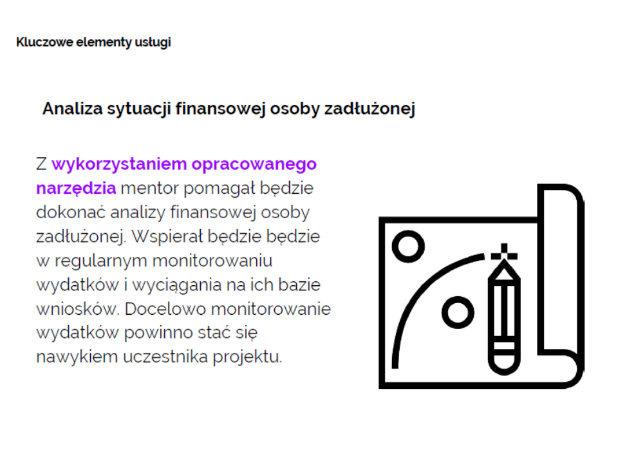 Kluczowe elementy usługi
Analiza sytuacji finansowej osoby zadłużonej
Z wykorzystaniem opracowanego
narzędzia mentor pomagał będzie
dokonać analizy finansowej osoby
zadłużonej. Wspierał będzie będzie
w regularnym monitorowaniu
wydatków i wyciągania na ich bazie
wniosków. Docelowo monitorowanie
wydatków powinno stać się
nawykiem uczestnika projektu.